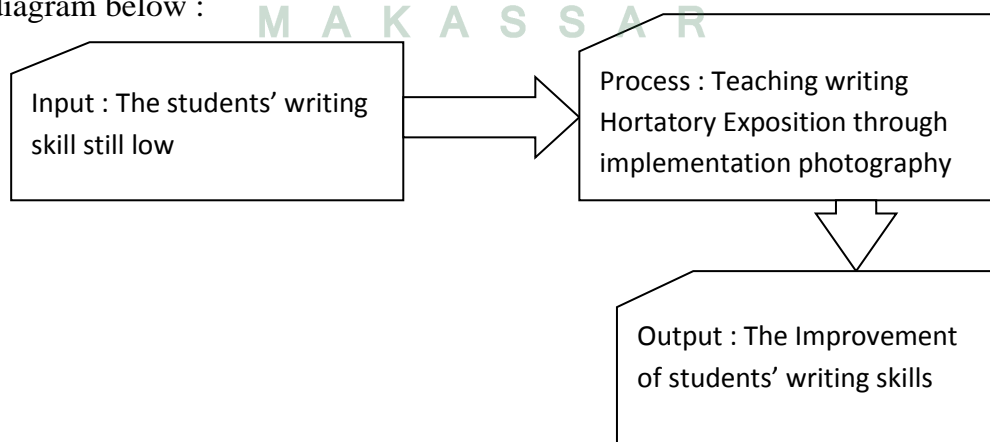 diagram below :
MAKASSAR
Input : The students’ writing
skill still low
Process : Teaching writing
Hortatory Exposition through
implementation photography
Output : The Improvement
of students’ writing skills